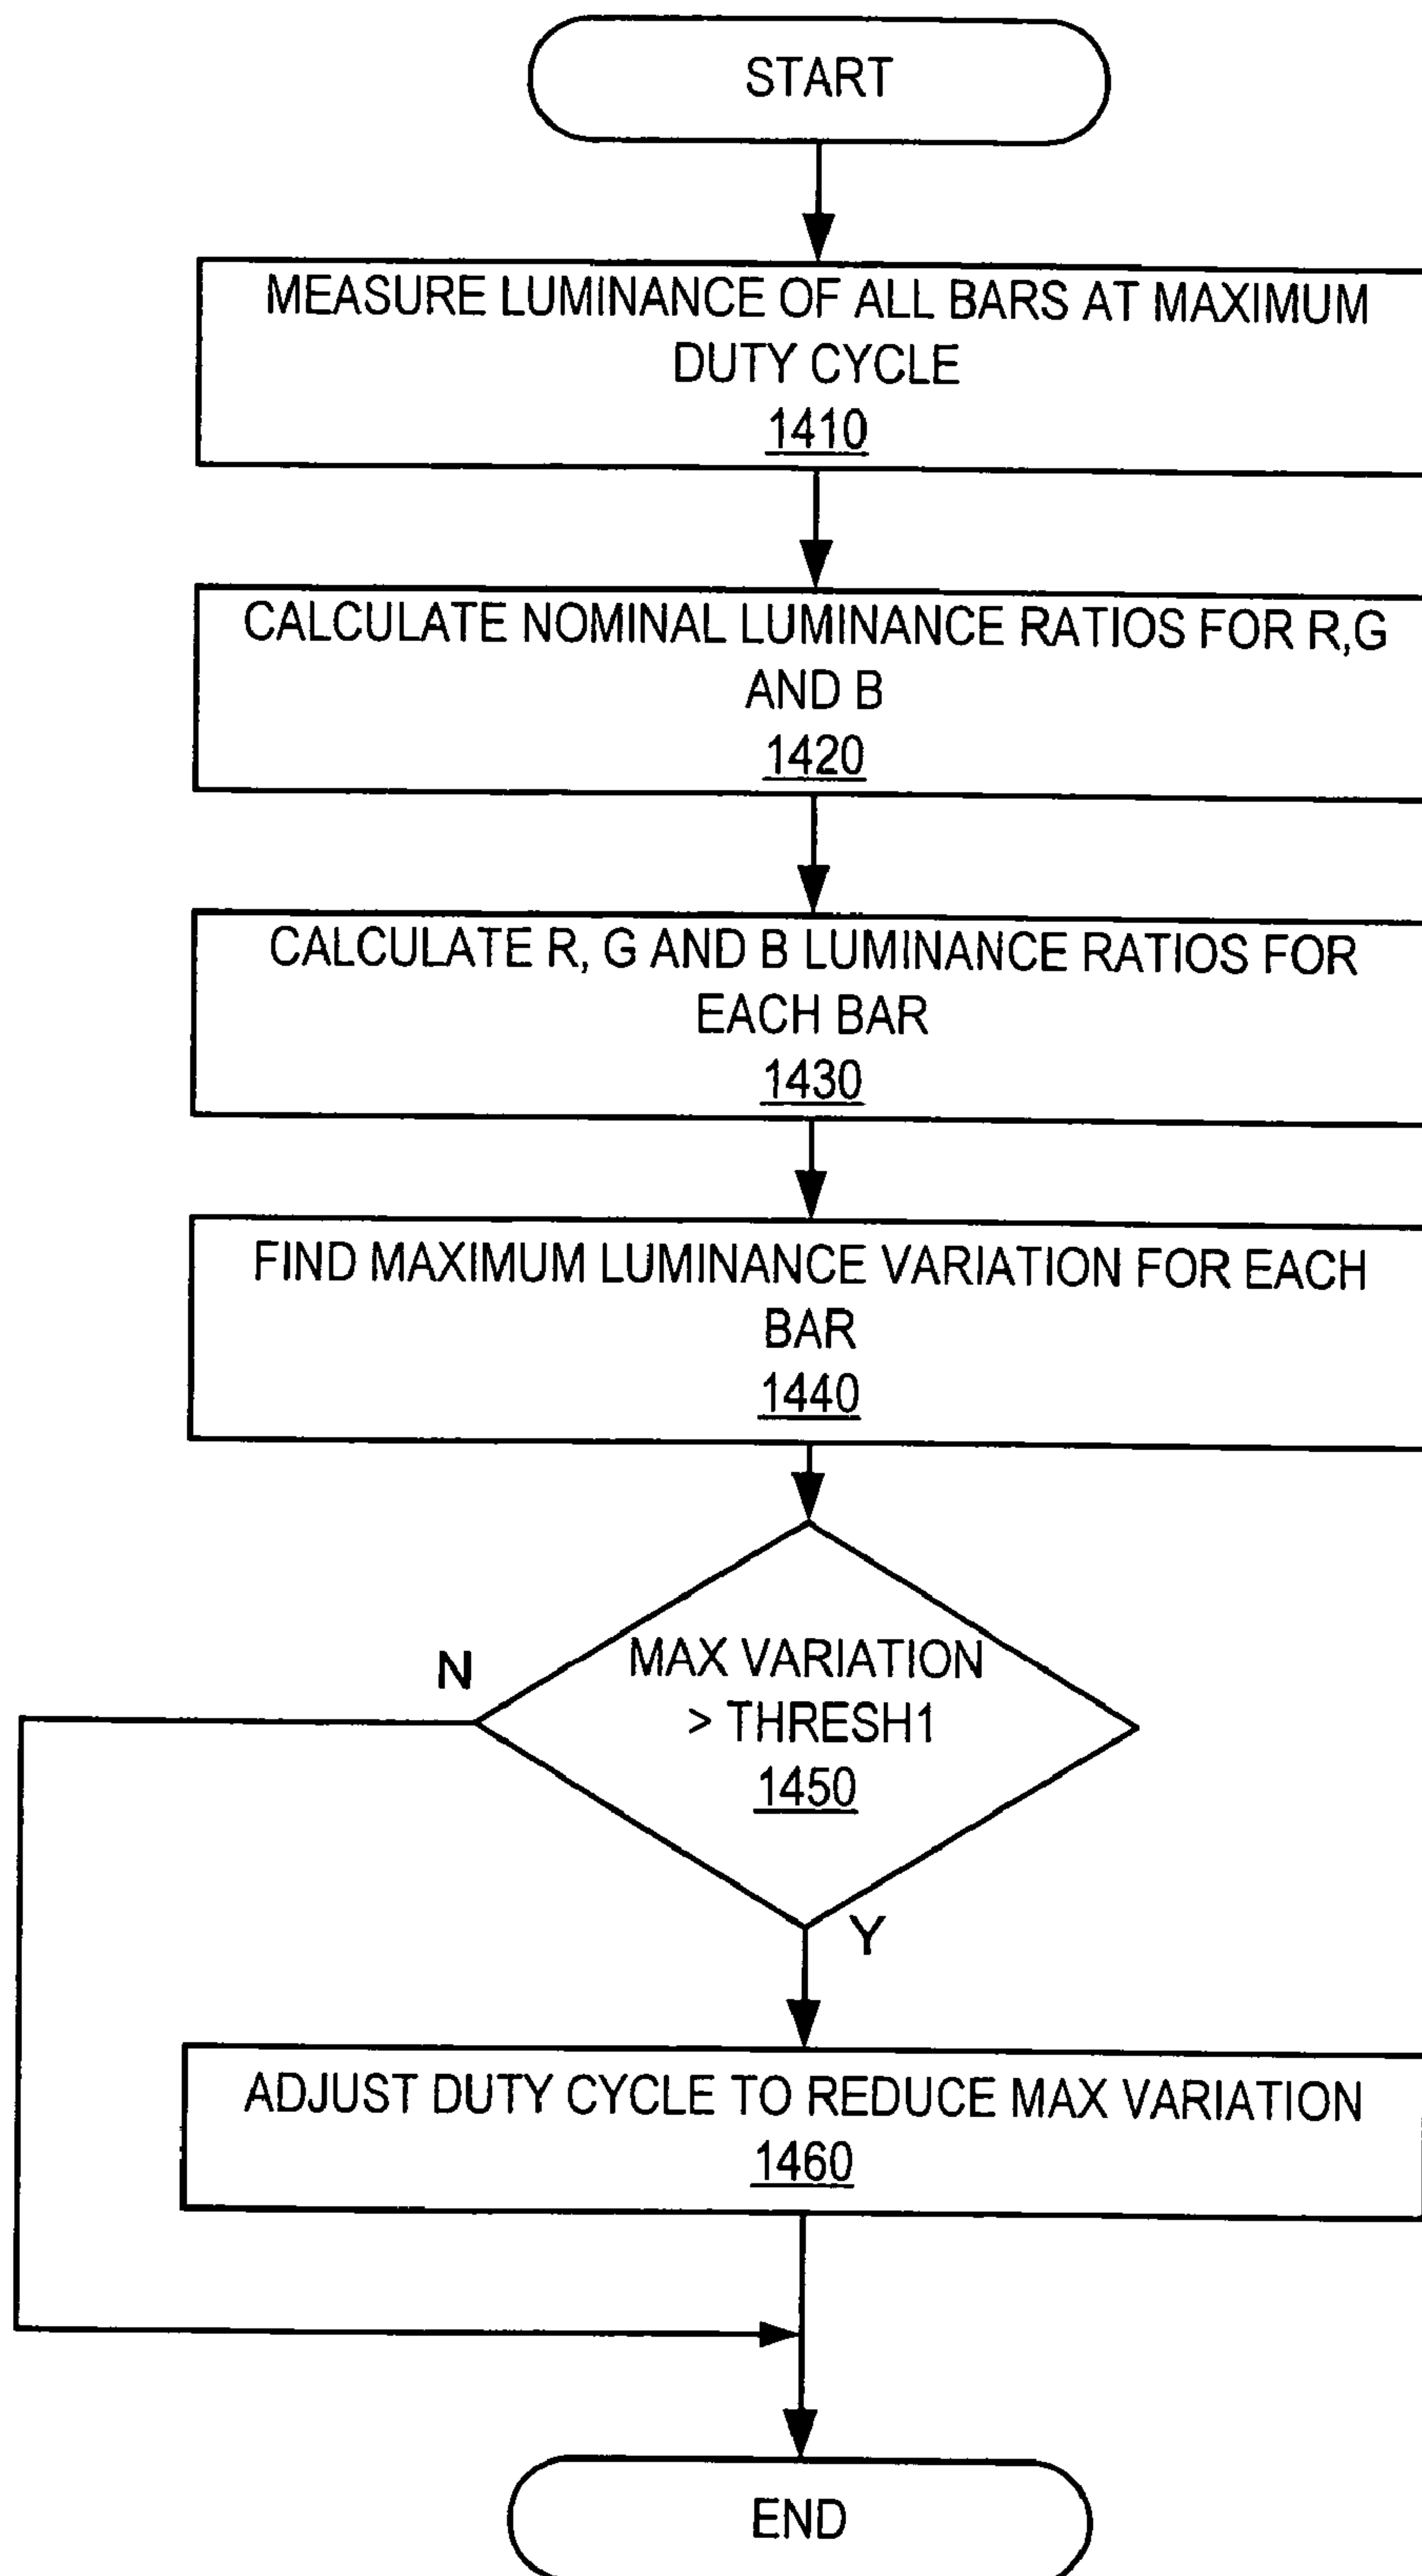 START
MEASURE LUMINANCE OF ALL BARS AT MAXIMUM
DUTY CYCLE
1410
CALCULATE NOMINAL LUMINANCE RATIOS FOR R,G
AND B
1420
CALCULATE R, G AND B LUMINANCE RATIOS FOR
EACH BAR
1430
FIND MAXIMUM LUMINANCE VARIATION FOR EACH
BAR
1440
N
MAX VARIATION
> THRESH1
1450
Y
ADJUST DUTY CYCLE TO REDUCE MAX VARIATION
1460
END